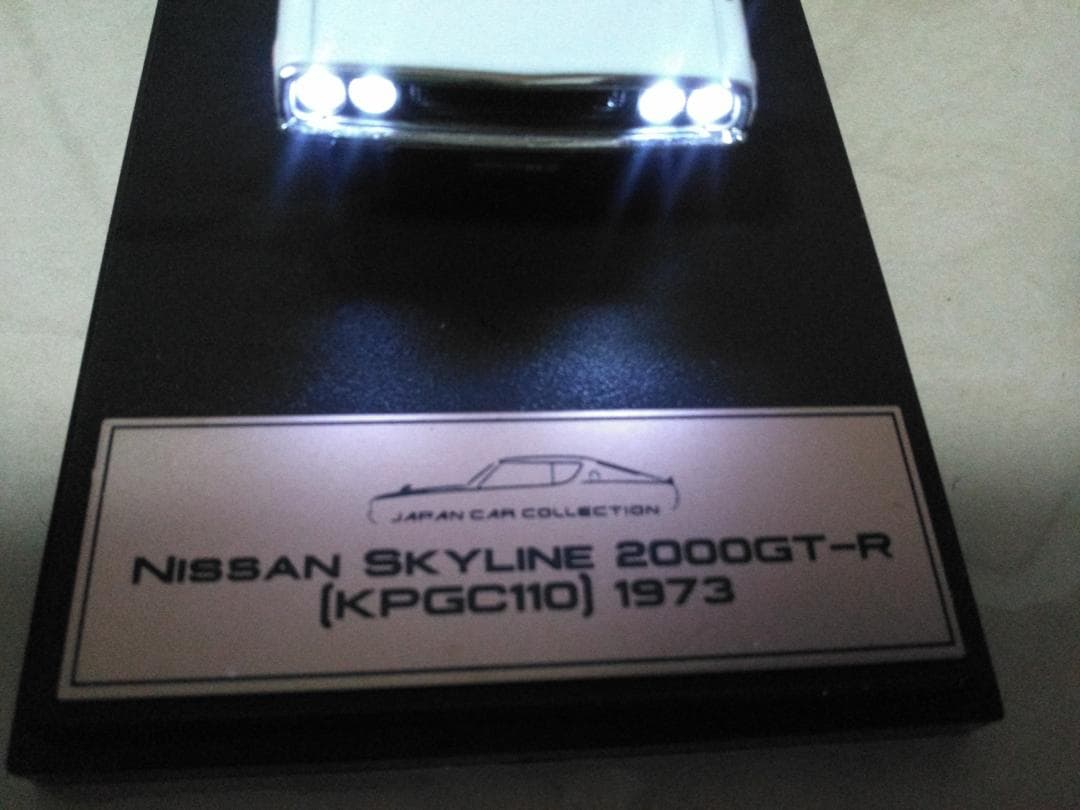 JAPAN CAR COLLECTION
NISSAN SKYLINE 2000GT-R
(KPGC110) 1973